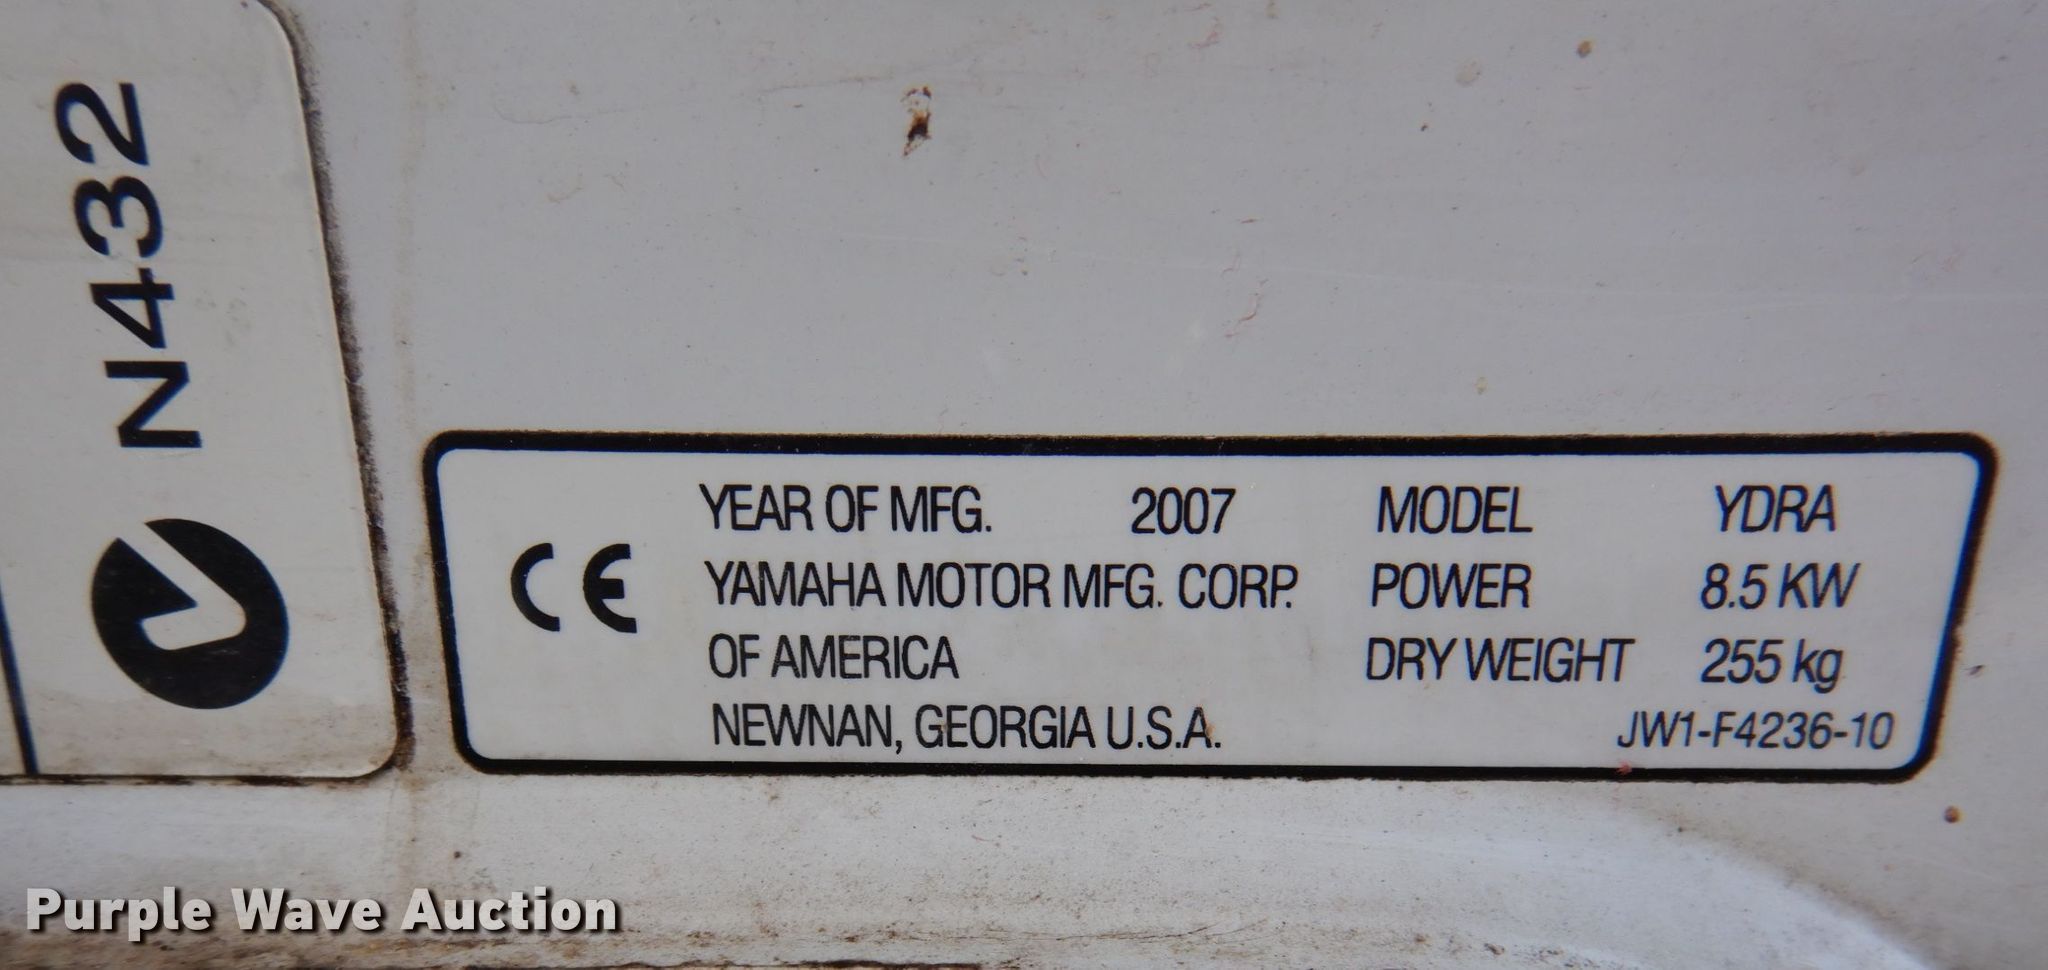 N432
CE
YEAR OF MFG. 2007 MODEL YDRA
YAMAHA MOTOR MFG. CORP. POWER 8.5 KW
OF AMERICA DRY WEIGHT 255 kg
NEWNAN, GEORGIA U.S.A. JW1-F4236-10
Purple Wave Auction